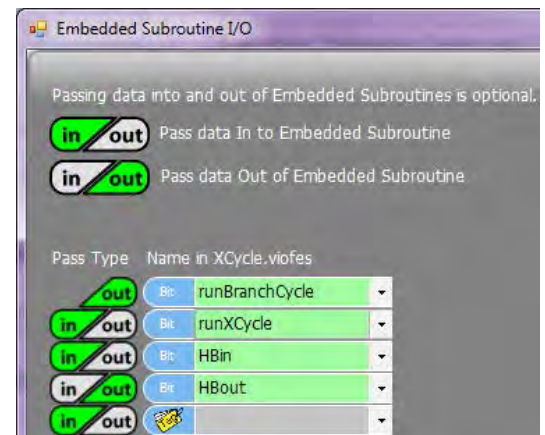 Embedded Subroutine I/O
Passing data into and out of Embedded Subroutines is optional.
in out Pass data In to Embedded Subroutine
in out Pass data Out of Embedded Subroutine
Pass Type Name in XCycle.viofes
out Bit runBranchCycle
in out Bit runXCycle
in out Bit HBin
in out Bit HBout
in out Tag